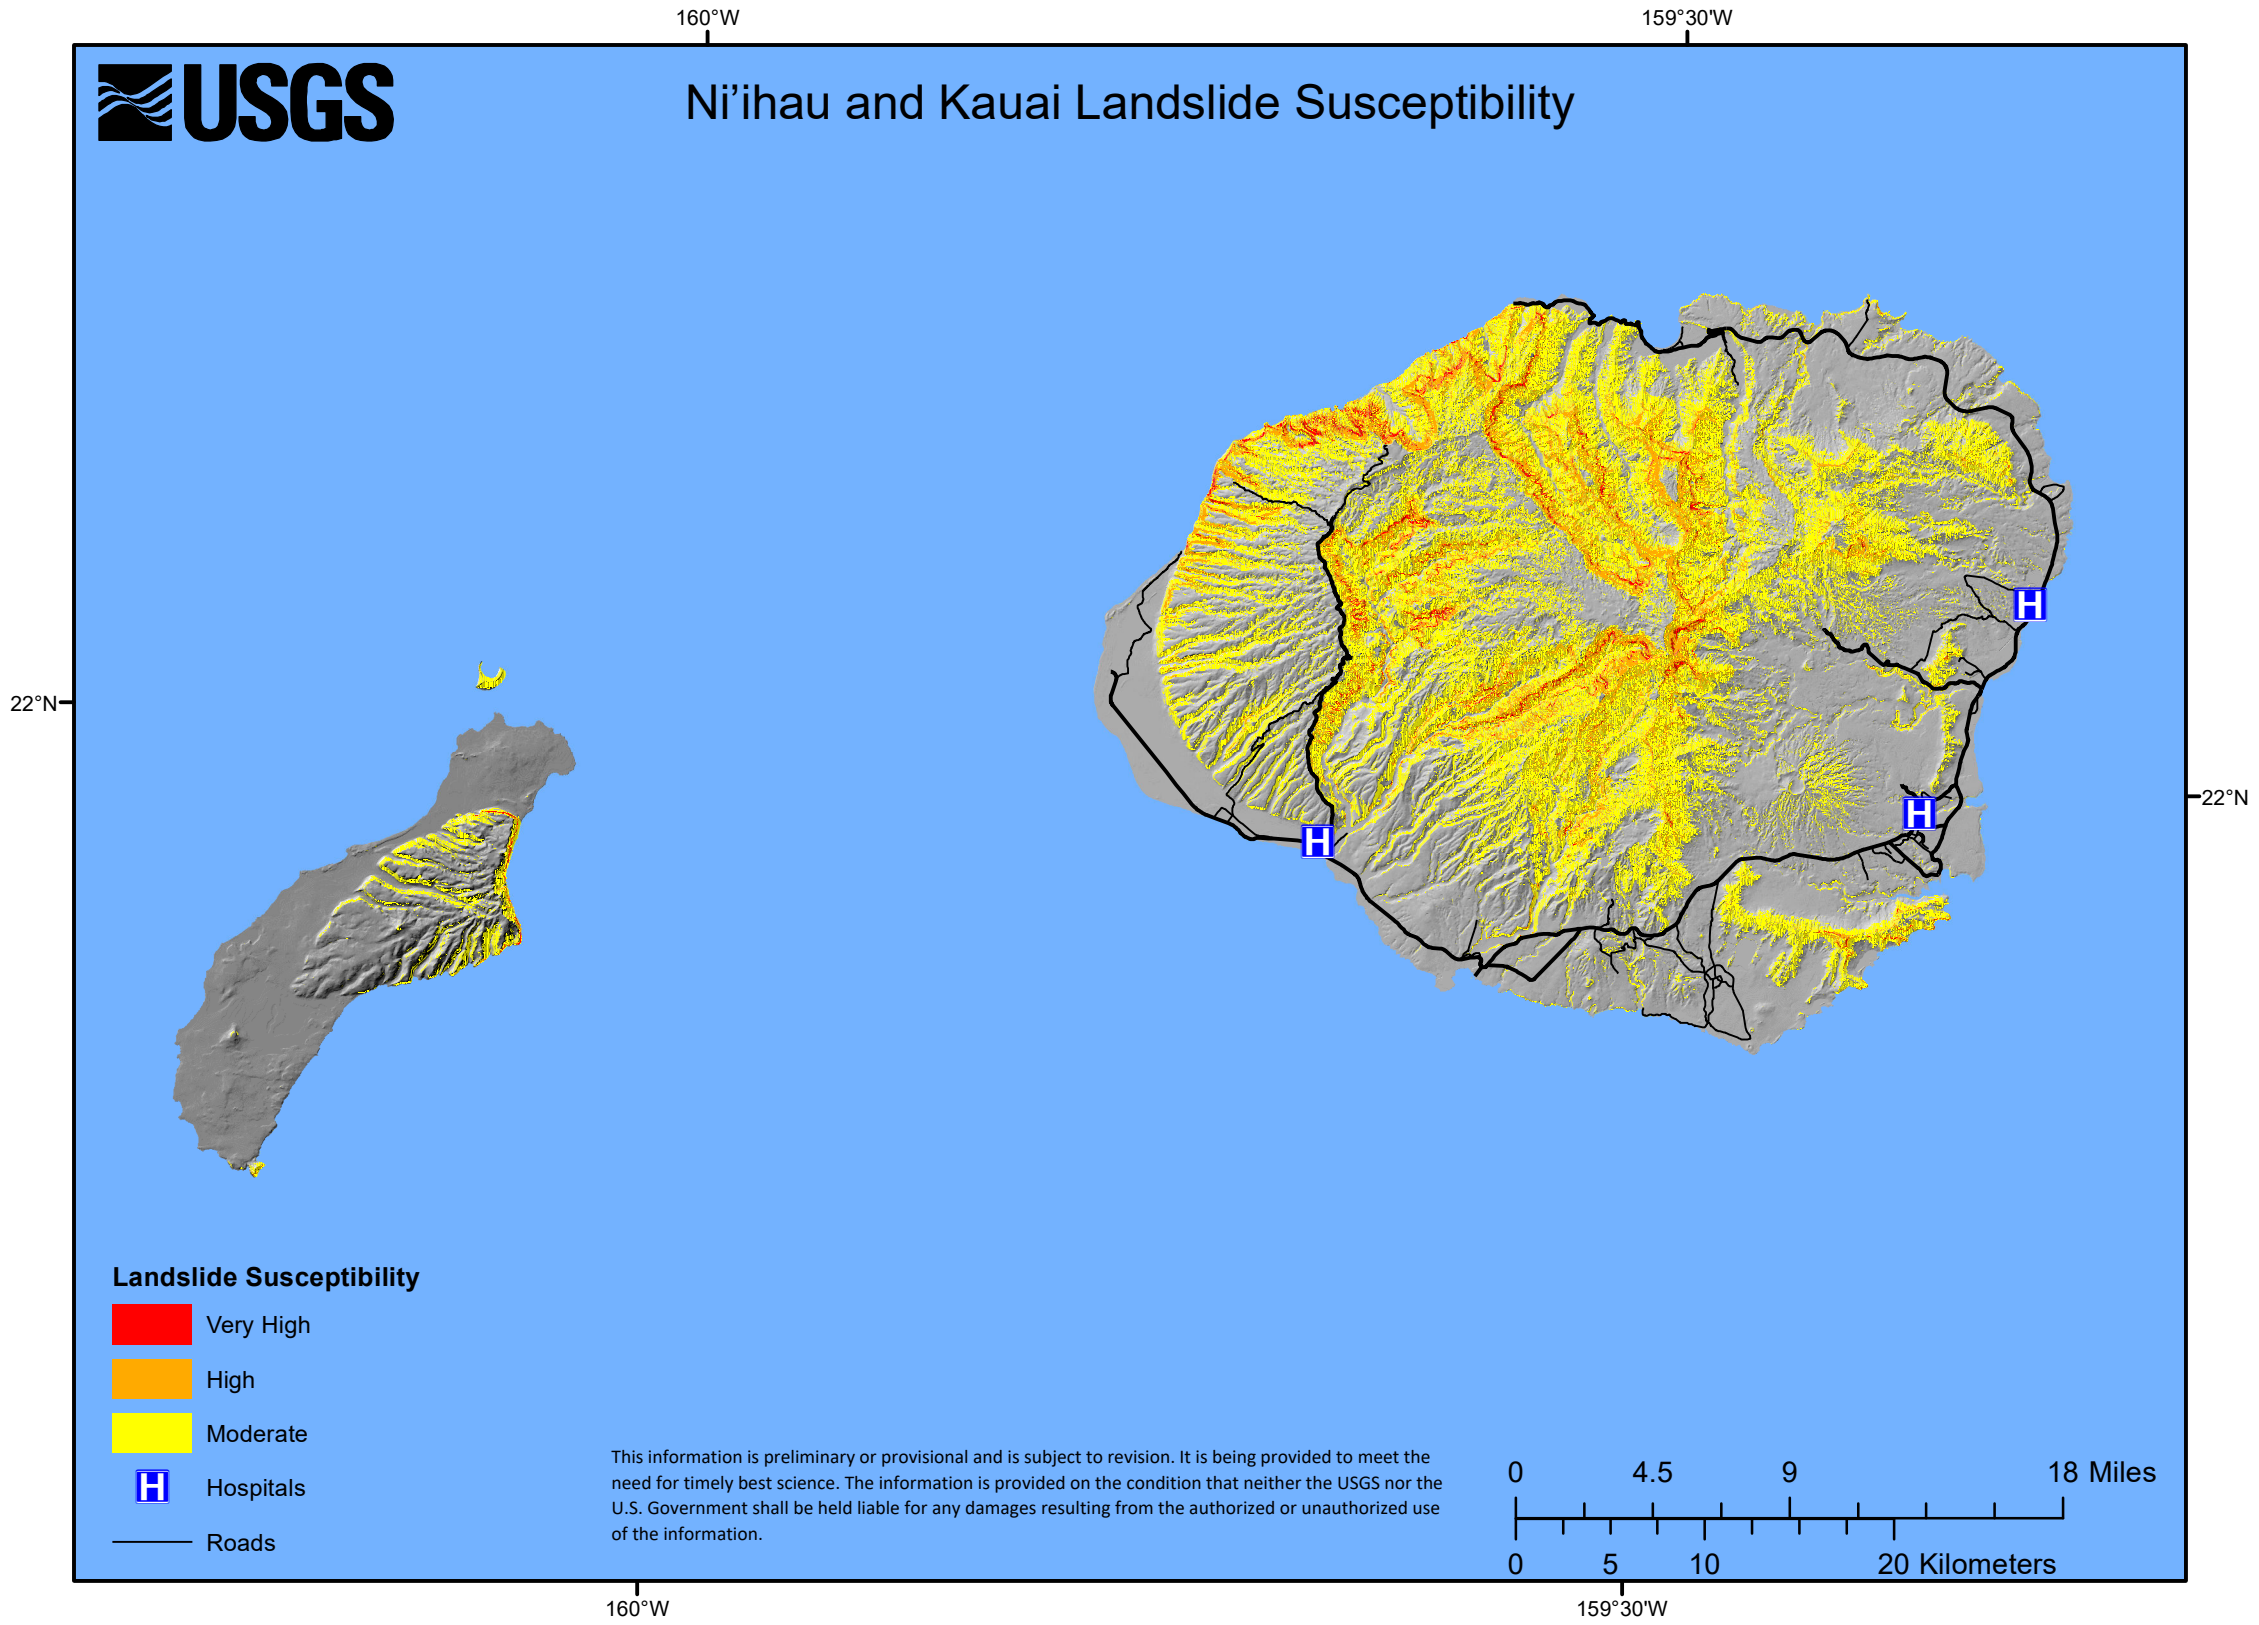 160°W
159°30'W
USGS
Ni’ihau and Kauai Landslide Susceptibility
H
22°N
22°N
H
H
Landslide Susceptibility
Very High
High
Moderate
H Hospitals
Roads
This information is preliminary or provisional and is subject to revision. It is being provided to meet the
need for timely best science. The information is provided on the condition that neither the USGS nor the
U.S. Government shall be held liable for any damages resulting from the authorized or unauthorized use
of the information.
0 4.5 9 18 Miles
0 5 10 20 Kilometers
160°W
159°30'W